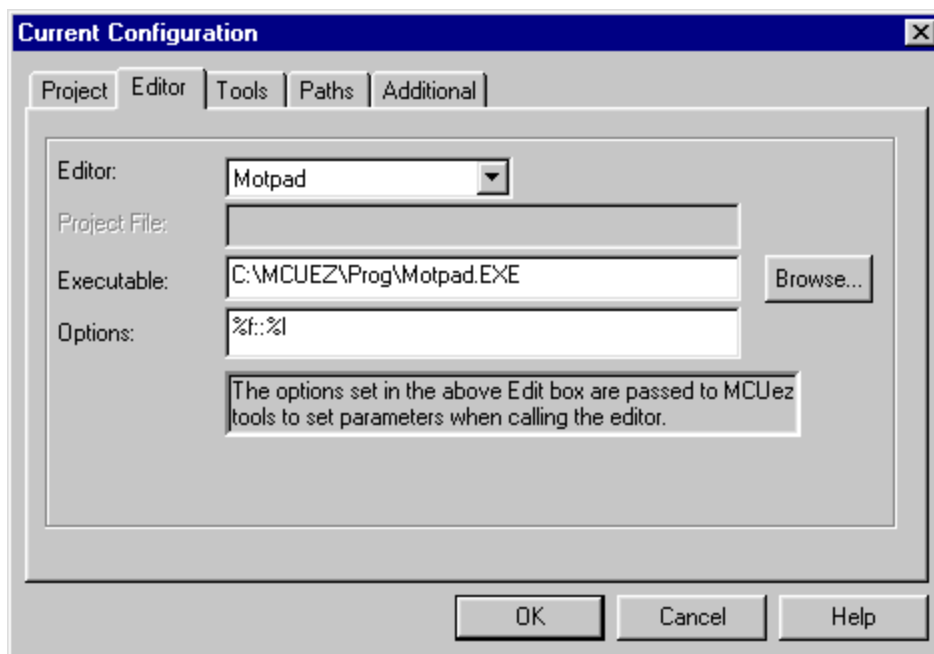 Current Configuration
Project Editor Tools Paths Additional
Editor: Motpad
Project File:
Executable: C:\MCUEZ\Prog\Motpad.EXE Browse...
Options: %f::%l
The options set in the above Edit box are passed to MCUez
tools to set parameters when calling the editor.
OK Cancel Help